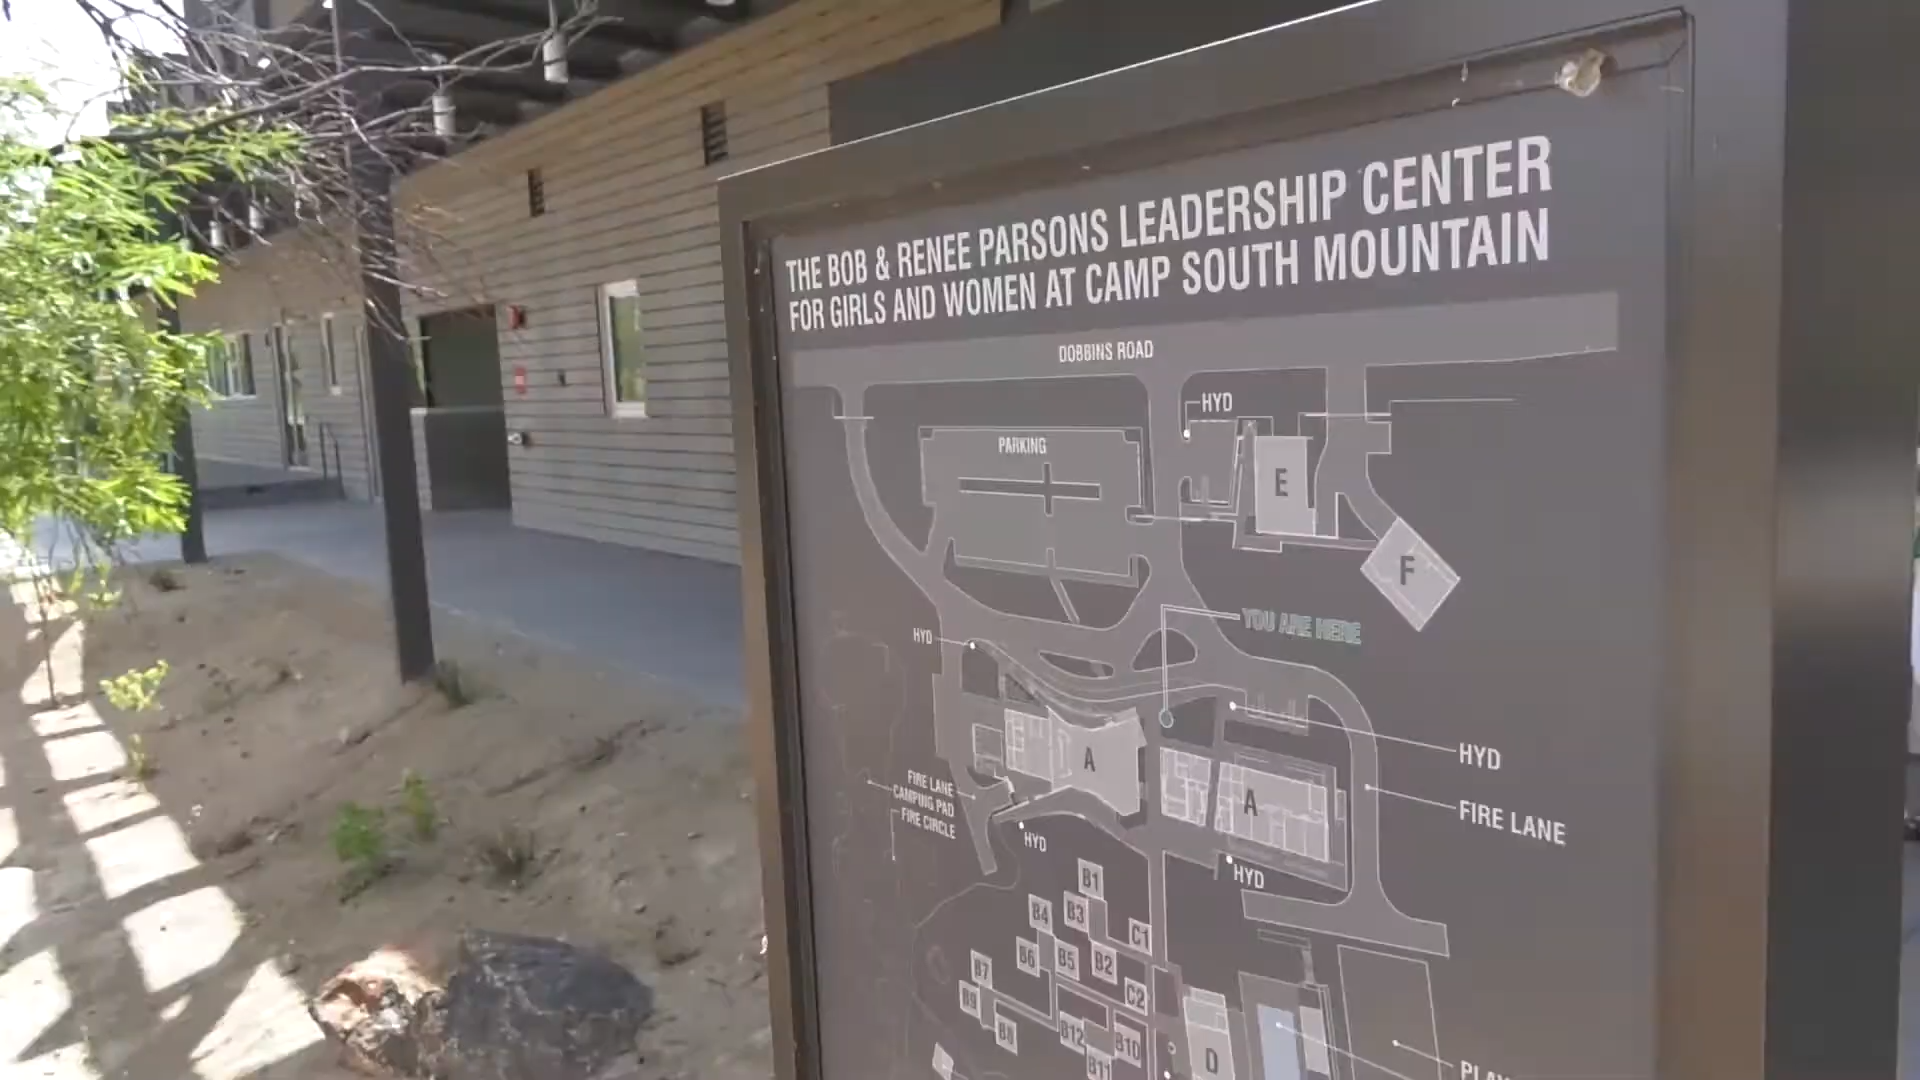 THE BOB & RENEE PARSONS LEADERSHIP CENTER
FOR GIRLS AND WOMEN AT CAMP SOUTH MOUNTAIN
DOBBINS ROAD
HYD
PARKING
E
F
YOU ARE HERE
HYD
A
HYD
FIRE LANE
CAMPING PAD
FIRE CIRCLE
A
FIRE LANE
HYD
HYD
B1
B4
B3
C1
B6
B5
B2
B7
C2
B9
B8
B12
B10
B11
D